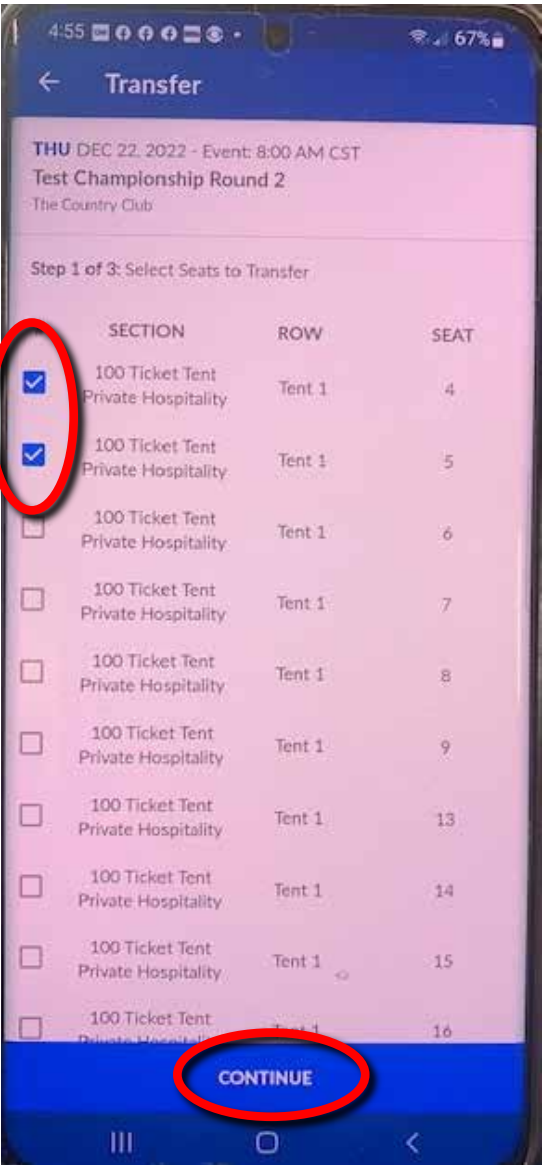 4:55
67%
Transfer
THU DEC 22, 2022 - Event: 8:00 AM CST
Test Championship Round 2
The Country Club
Step 1 of 3: Select Seats to Transfer
SECTION ROW SEAT
100 Ticket Tent
Private Hospitality Tent 1 4
100 Ticket Tent
Private Hospitality Tent 1 5
100 Ticket Tent
Private Hospitality Tent 1 6
100 Ticket Tent
Private Hospitality Tent 1 7
100 Ticket Tent
Private Hospitality Tent 1 8
100 Ticket Tent
Private Hospitality Tent 1 9
100 Ticket Tent
Private Hospitality Tent 1 13
100 Ticket Tent
Private Hospitality Tent 1 14
100 Ticket Tent
Private Hospitality Tent 1 15
100 Ticket Tent
Private Hospitality Tent 1 16
CONTINUE